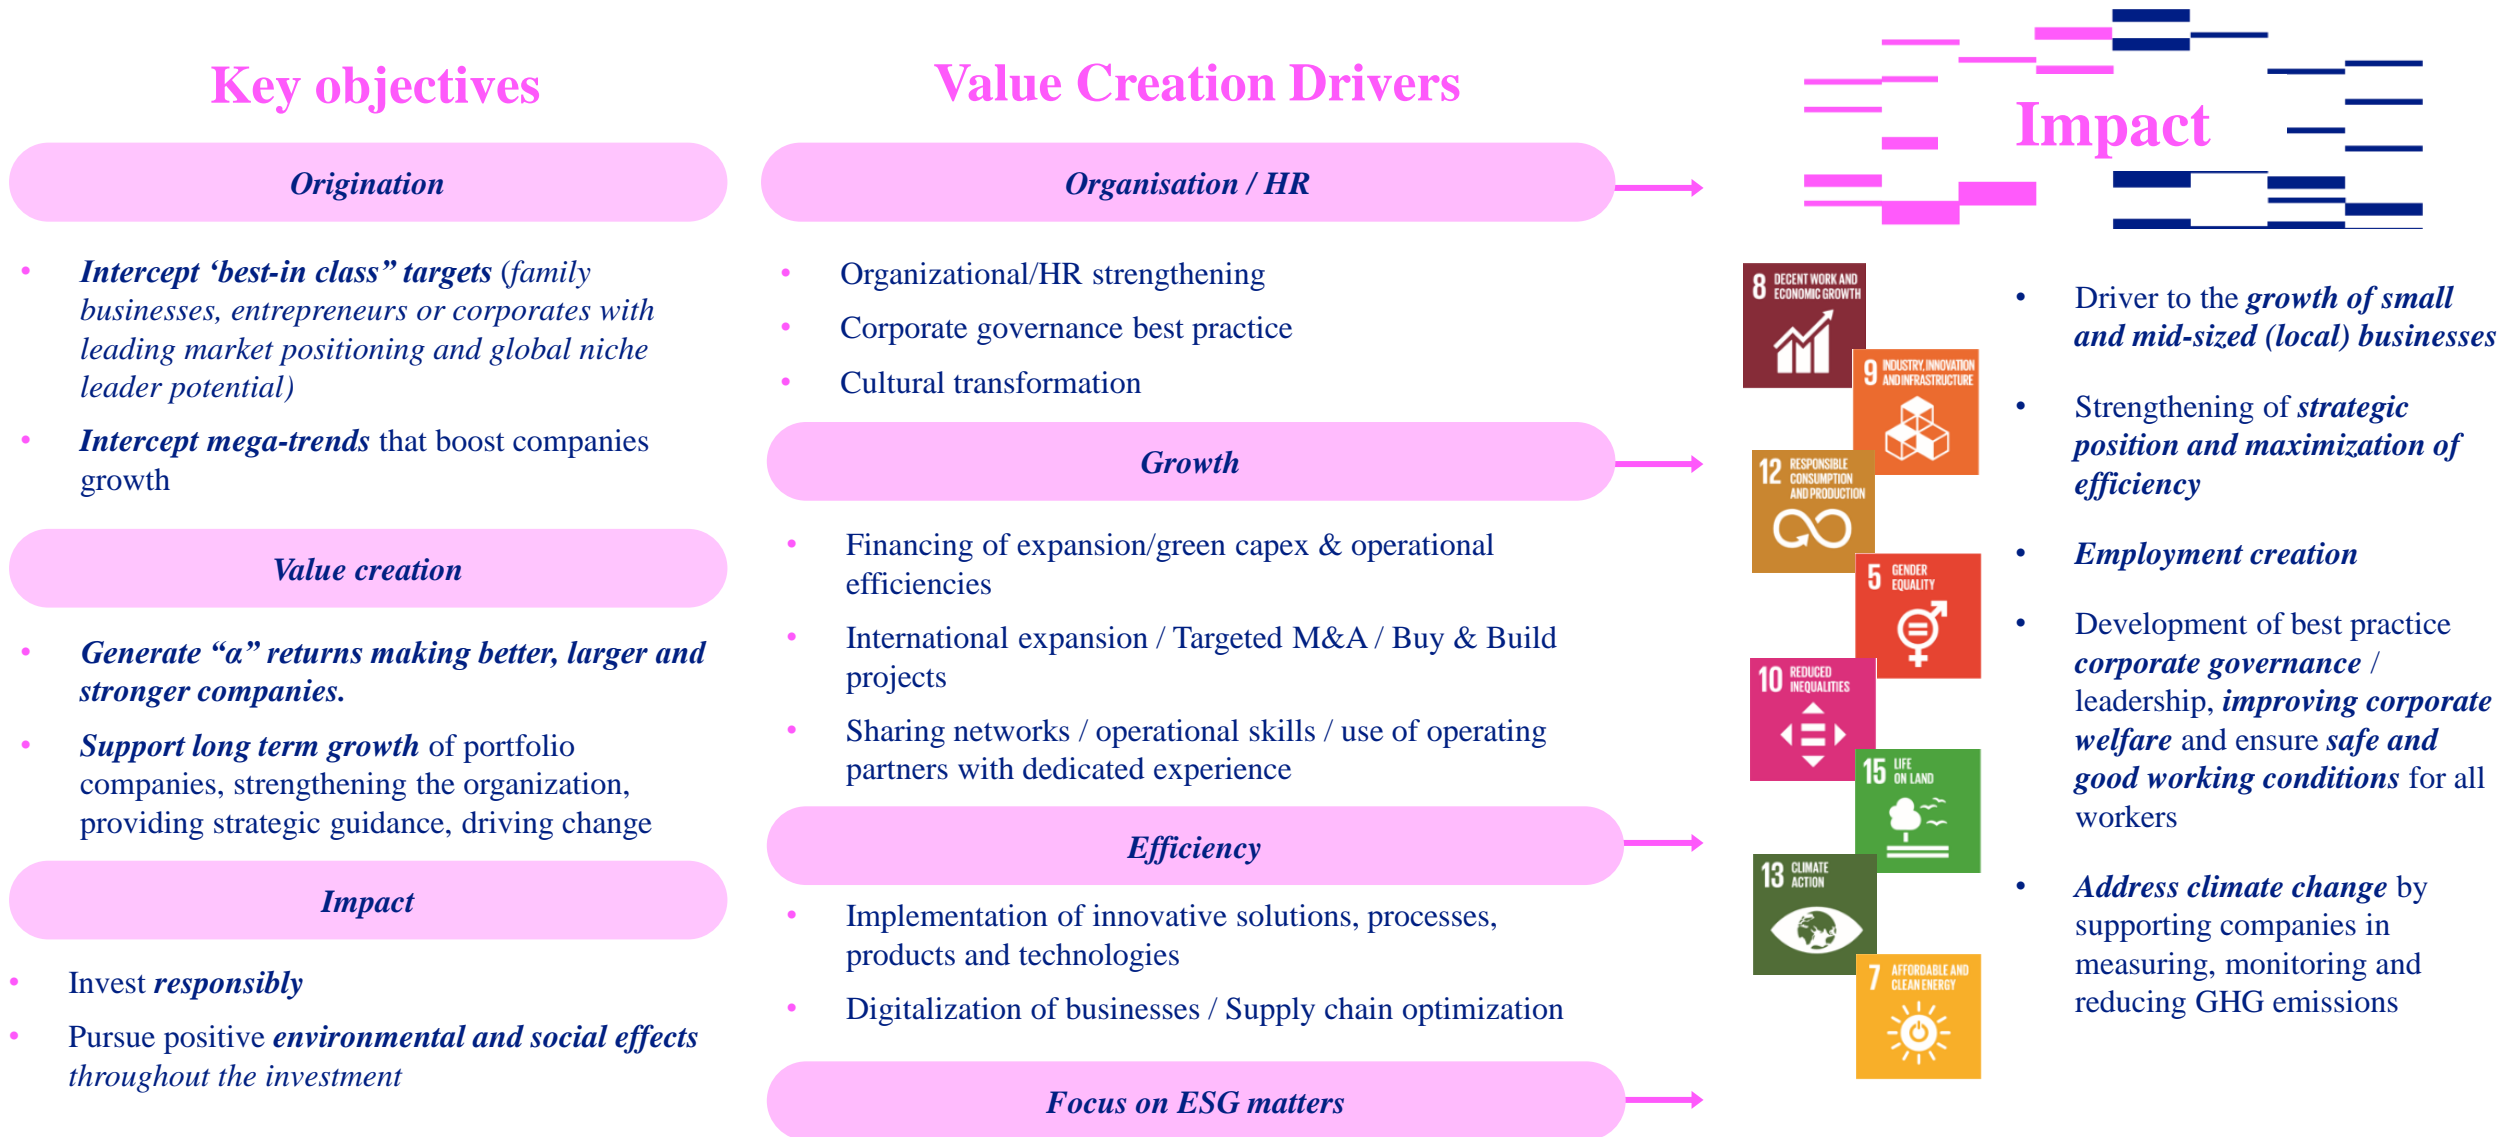 Key objectives
Origination
• Intercept ‘best-in class” targets (family
businesses, entrepreneurs or corporates with
leading market positioning and global niche
leader potential)
• Intercept mega-trends that boost companies
growth
Value creation
• Generate “α” returns making better, larger and
stronger companies.
• Support long term growth of portfolio
companies, strengthening the organization,
providing strategic guidance, driving change
Impact
• Invest responsibly
• Pursue positive environmental and social effects
throughout the investment
Value Creation Drivers
Organisation / HR
• Organizational/HR strengthening
• Corporate governance best practice
• Cultural transformation
Growth
• Financing of expansion/green capex & operational
efficiencies
• International expansion / Targeted M&A / Buy & Build
projects
• Sharing networks / operational skills / use of operating
partners with dedicated experience
Efficiency
• Implementation of innovative solutions, processes,
products and technologies
• Digitalization of businesses / Supply chain optimization
Focus on ESG matters
Impact
8 DECENT WORK AND
ECONOMIC GROWTH
9 INDUSTRY, INNOVATION
AND INFRASTRUCTURE
12 RESPONSIBLE
CONSUMPTION
AND PRODUCTION
5 GENDER
EQUALITY
10 REDUCED
INEQUALITIES
15 LIFE
ON LAND
13 CLIMATE
ACTION
7 AFFORDABLE AND
CLEAN ENERGY
• Driver to the growth of small
and mid-sized (local) businesses
• Strengthening of strategic
position and maximization of
efficiency
• Employment creation
• Development of best practice
corporate governance /
leadership, improving corporate
welfare and ensure safe and
good working conditions for all
workers
• Address climate change by
supporting companies in
measuring, monitoring and
reducing GHG emissions